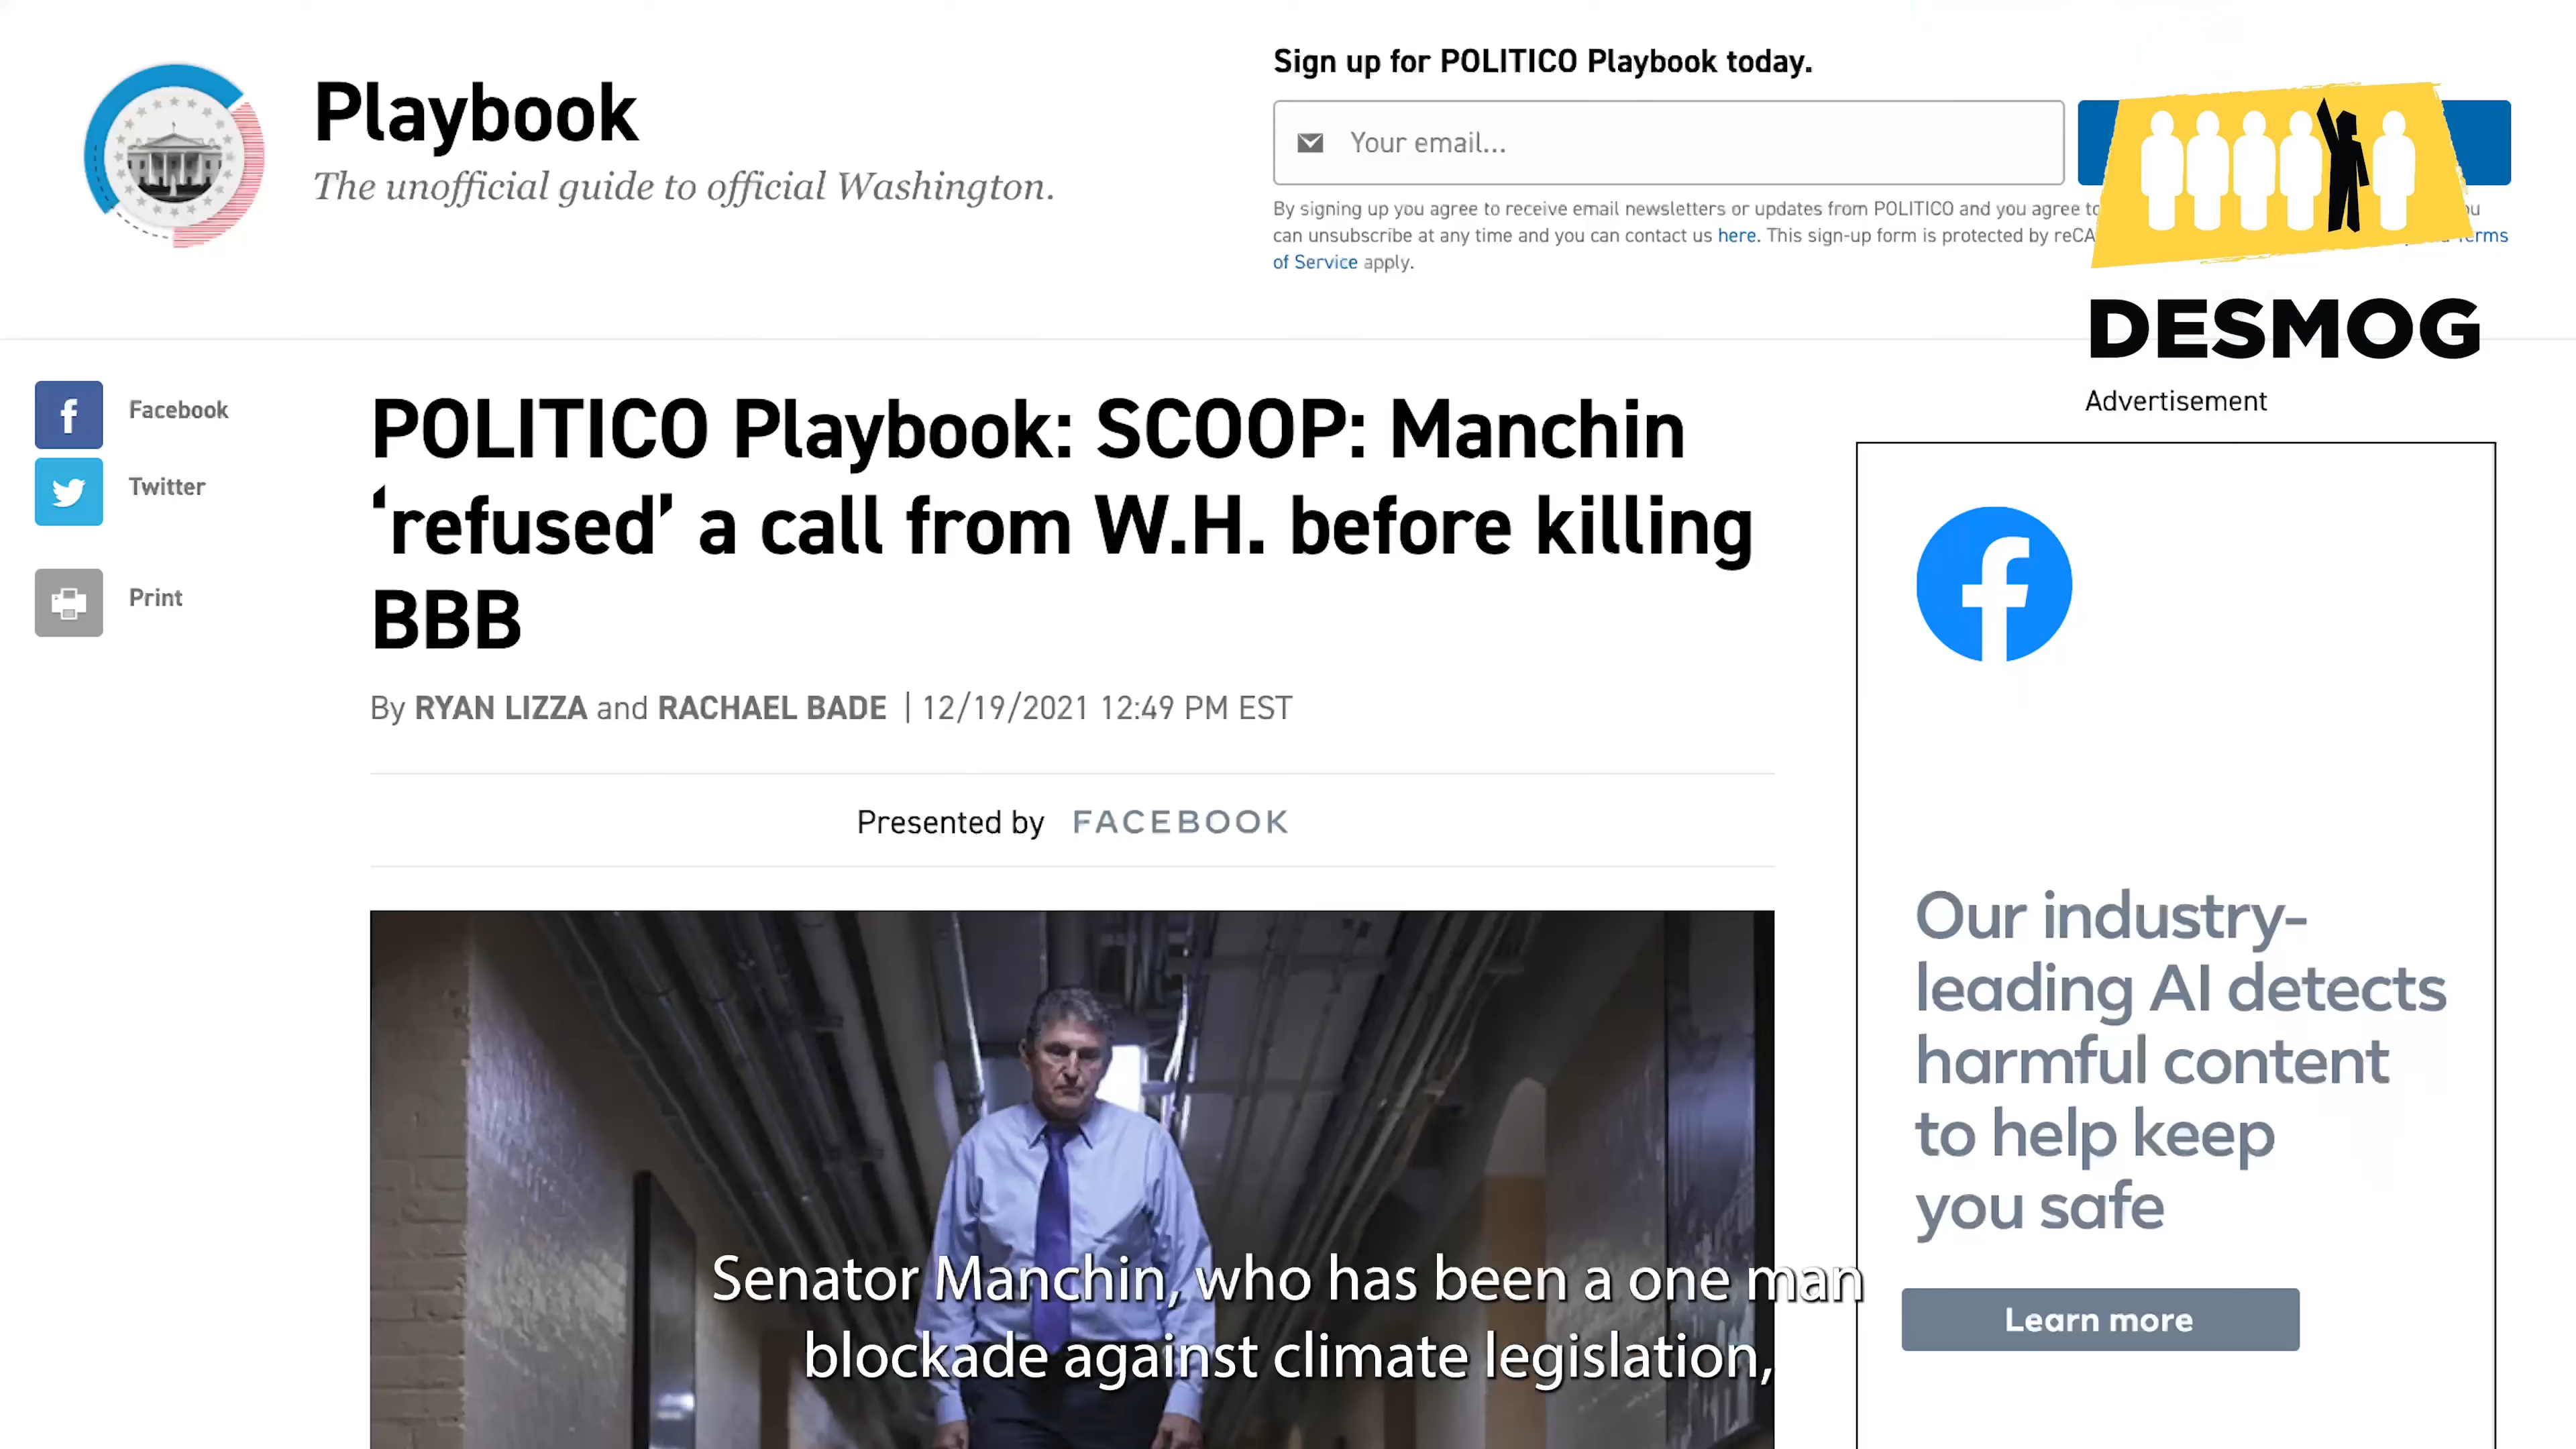 Playbook
The unofficial guide to official Washington.
Sign up for POLITICO Playbook today.
Your email...
By signing up you agree to receive email newsletters or updates from POLITICO and you agree to
can unsubscribe at any time and you can contact us here. This sign-up form is protected by reCA
of Service apply.
DESMOG
Facebook
Twitter
Print
POLITICO Playbook: SCOOP: Manchin
‘refused’ a call from W.H. before killing
BBB
By RYAN LIZZA and RACHAEL BADE | 12/19/2021 12:49 PM EST
Presented by FACEBOOK
Senator Manchin, who has been a one man
blockade against climate legislation,
Advertisement
Our industry-
leading AI detects
harmful content
to help keep
you safe
Learn more